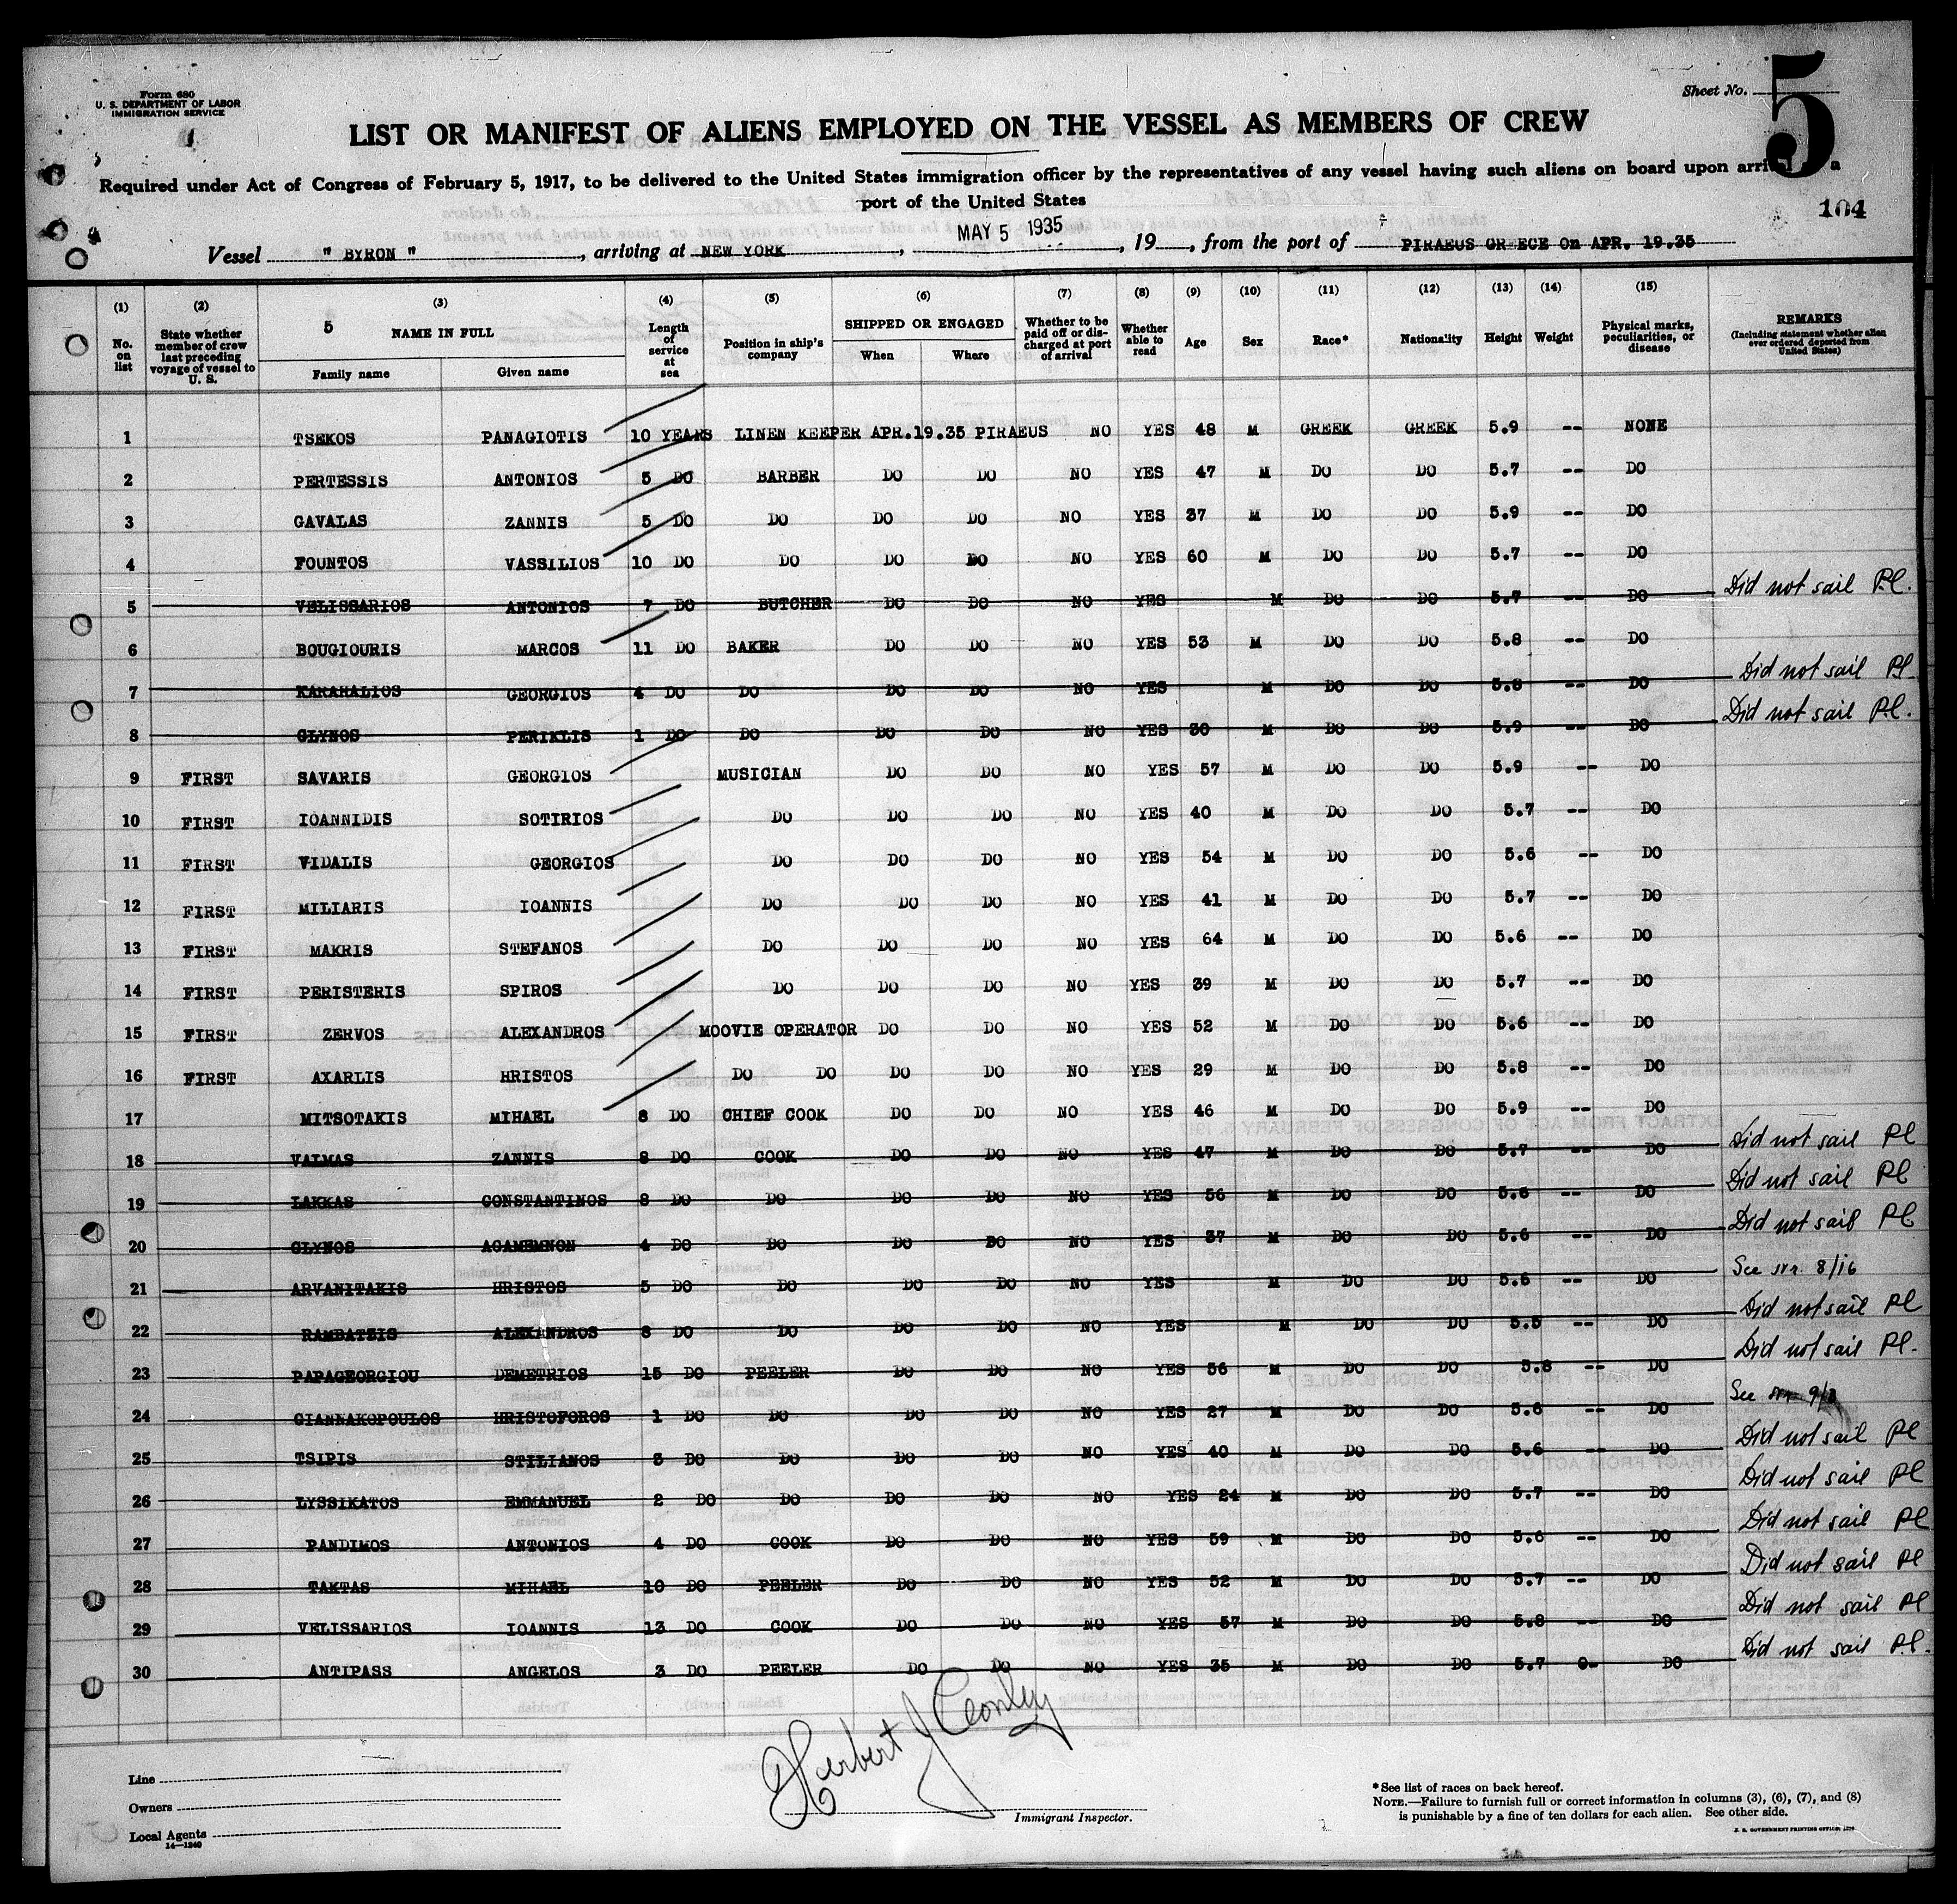 Form 680
U. S. DEPARTMENT OF LABOR
IMMIGRATION SERVICE
Sheet No. 5
LIST OR MANIFEST OF ALIENS EMPLOYED ON THE VESSEL AS MEMBERS OF CREW
Required under Act of Congress of February 5, 1917, to be delivered to the United States immigration officer by the representatives of any vessel having such aliens on board upon arri a
port of the United States
104
Vessel " BYRON ", arriving at NEW YORK, MAY 5 1935, 19, from the port of PIRAEUS GREECE On APR. 19.35
(1) (2) (3) (4) (5) (6) (7) (8) (9) (10) (11) (12) (13) (14) (15)
No. on list State whether member of crew last preceding voyage of vessel to U. S. 5 NAME IN FULL Family name Given name Length of service at sea Position in ship's company SHIPPED OR ENGAGED When Where Whether to be paid off or discharged at port of arrival Whether able to read Age Sex Race* Nationality Height Weight Physical marks, peculiarities, or disease REMARKS (Including statement whether alien ever ordered deported from United States)
1 TSEKOS PANAGIOTIS 10 YEARS LINEN KEEPER APR.19.35 PIRAEUS NO YES 48 M GREEK GREEK 5.9 -- NONE
2 PERTESSIS ANTONIOS 5 DO BARBER DO DO NO YES 47 M DO DO 5.7 -- DO
3 GAVALAS ZANNIS 5 DO DO DO DO NO YES 37 M DO DO 5.9 -- DO
4 FOUNTOS VASSILIOS 10 DO DO DO DO NO YES 60 M DO DO 5.7 -- DO
5 VELISSARIOS ANTONIOS 7 DO BUTCHER DO DO NO YES M DO DO 5.7 -- DO Did not sail Pl.
6 BOUGIOURIS MARCOS 11 DO BAKER DO DO NO YES 53 M DO DO 5.8 -- DO
7 KARAHALIOS GEORGIOS 4 DO DO DO DO NO YES M DO DO 5.8 -- DO Did not sail Pl
8 GLYNOS PERIKLIS 1 DO DO DO DO NO YES 30 M DO DO 5.9 -- DO Did not sail Pl.
9 FIRST SAVARIS GEORGIOS MUSICIAN DO DO NO YES 57 M DO DO 5.9 -- DO
10 FIRST IOANNIDIS SOTIRIOS DO DO DO NO YES 40 M DO DO 5.7 -- DO
11 FIRST VIDALIS GEORGIOS DO DO DO NO YES 54 M DO DO 5.6 -- DO
12 FIRST MILIARIS IOANNIS DO DO DO NO YES 41 M DO DO 5.7 -- DO
13 FIRST MAKRIS STEFANOS DO DO DO NO YES 64 M DO DO 5.6 -- DO
14 FIRST PERISTERIS SPIROS DO DO DO NO YES 39 M DO DO 5.7 -- DO
15 FIRST ZERVOS ALEXANDROS MOOVIE OPERATOR DO DO NO YES 52 M DO DO 5.6 -- DO
16 FIRST AXARLIS HRISTOS DO DO DO DO NO YES 29 M DO DO 5.8 -- DO
17 MITSOTAKIS MIHAEL 8 DO CHIEF COOK DO DO NO YES 46 M DO DO 5.9 -- DO
18 VALMAS ZANNIS 8 DO COOK DO DO NO YES 47 M DO DO 5.7 -- DO Did not sail Pl
19 LAKKAS CONSTANTINOS 8 DO DO DO DO NO YES 56 M DO DO 5.6 -- DO Did not sail Pl
20 GLYNOS AGAMEMNON 4 DO DO DO DO NO YES 37 M DO DO 5.6 -- DO Did not sail Pl
21 ARVANITAKIS HRISTOS 5 DO DO DO DO NO YES M DO DO 5.6 -- DO See 8/16
22 RAMBATZIS ALEXANDROS 8 DO DO DO DO NO YES M DO DO 5.5 -- DO Did not sail Pl
23 PAPAGEORGIOU DEMETRIOS 15 DO PEELER DO DO NO YES 56 M DO DO 5.8 -- DO Did not sail Pl.
24 GIANNAKOPOULOS HRISTOFOROS 1 DO DO DO DO NO YES 27 M DO DO 5.6 -- DO See
25 TSIPIS STILIANOS 3 DO DO DO DO NO YES 40 M DO DO 5.6 -- DO Did not sail Pl
26 LYSSIKATOS EMMANUEL 2 DO DO DO DO NO YES 24 M DO DO 5.7 -- DO Did not sail Pl
27 PANDIMOS ANTONIOS 4 DO COOK DO DO NO YES 59 M DO DO 5.6 -- DO Did not sail Pl
28 TAKTAS MIHAEL 10 DO PEELER DO DO NO YES 52 M DO DO 5.7 -- DO Did not sail Pl
29 VELISSARIOS IOANNIS 13 DO COOK DO DO NO YES 57 M DO DO 5.8 -- DO Did not sail Pl
30 ANTIPASS ANGELOS 3 DO PEELER DO DO NO YES 35 M DO DO 5.7 0- DO Did not sail Pl.
Herbert J Conley
Immigrant Inspector.
Line
Owners
Local Agents
14—1240
* See list of races on back hereof.
NOTE.—Failure to furnish full or correct information in columns (3), (6), (7), and (8)
is punishable by a fine of ten dollars for each alien. See other side.
U. S. GOVERNMENT PRINTING OFFICE: